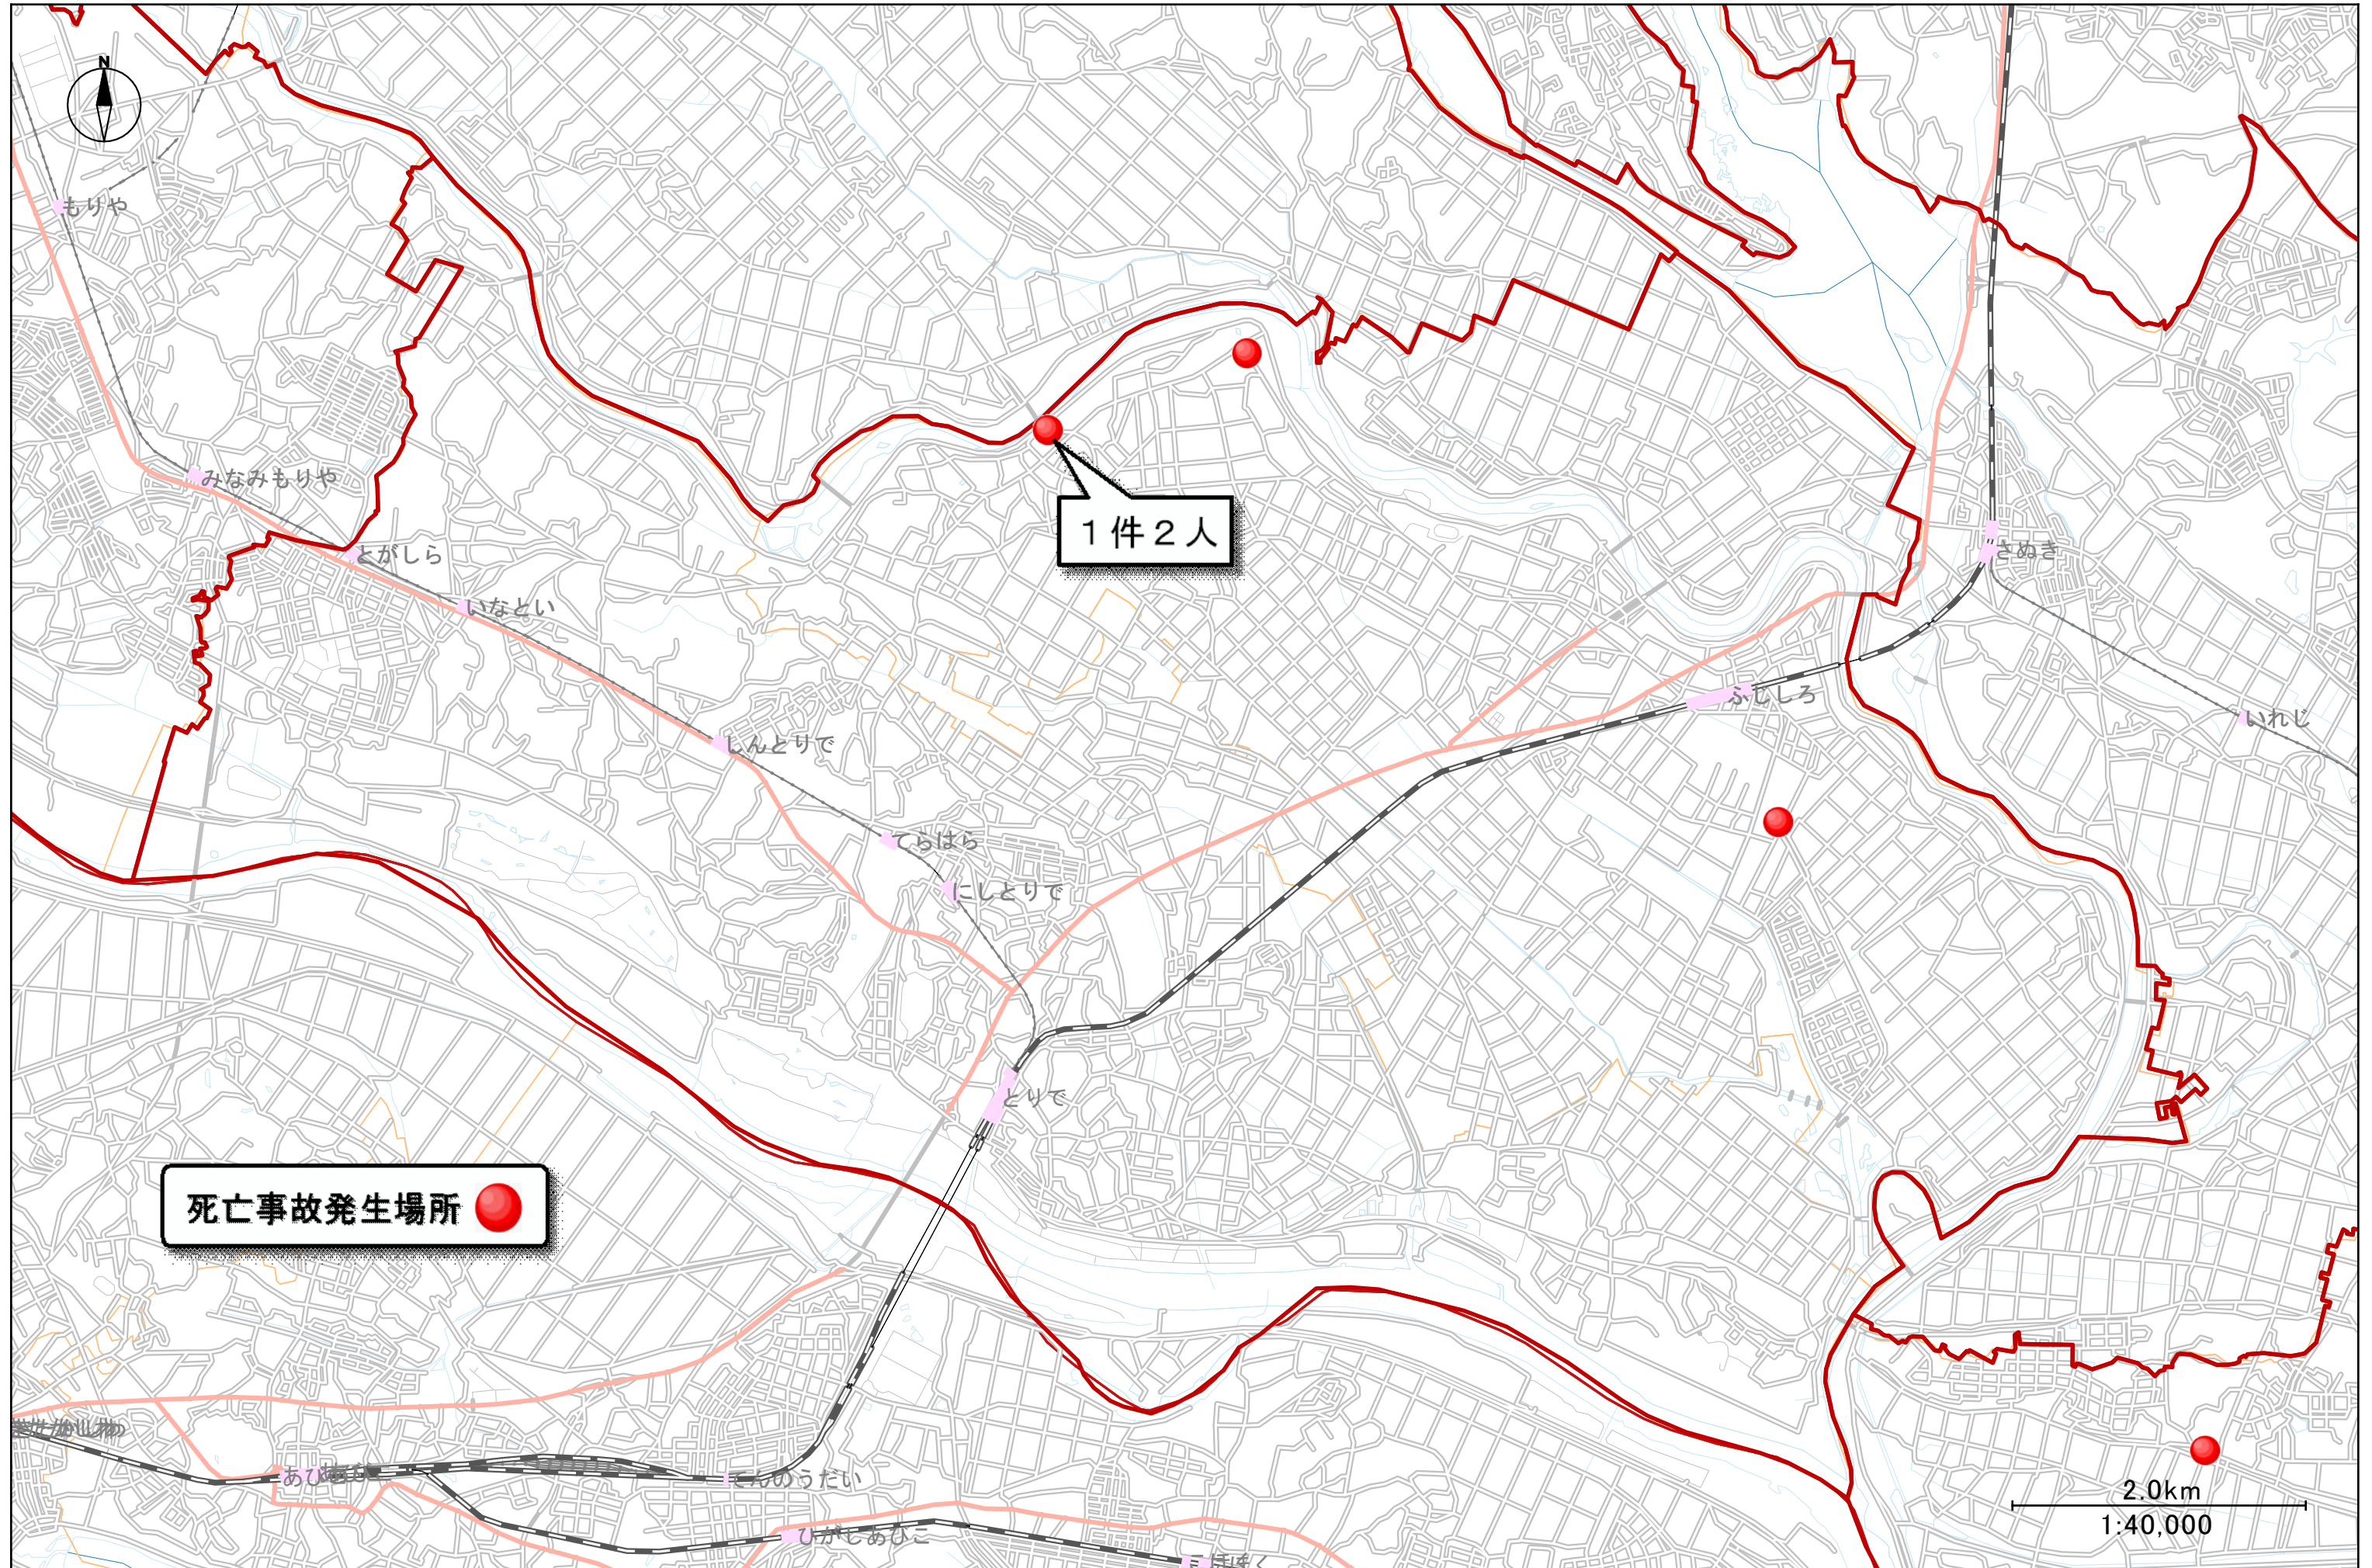 N
もりや
みなみもりや
とがしら
いなとい
１件２人
さぬき
ふじしろ
いれじ
しんとりで
てらはら
にしとりで
とりで
死亡事故発生場所
てんのうだい
ひがしあびこ
2.0km
1:40,000